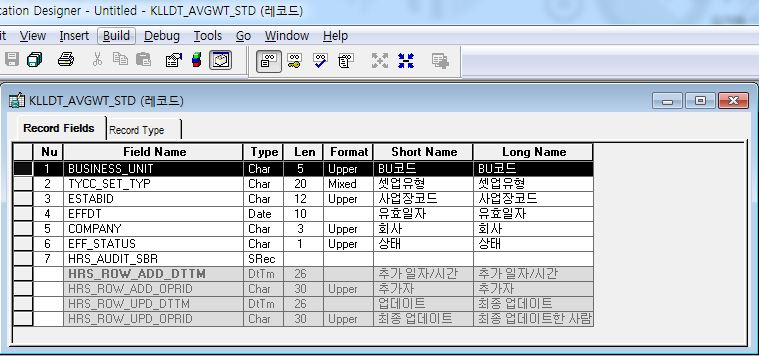 ication Designer - Untitled - KLLDT_AVGWT_STD (레코드)
it View Insert Build Debug Tools Go Window Help
KLLDT_AVGWT_STD (레코드)
Record Fields Record Type
Nu Field Name Type Len Format Short Name Long Name
1 BUSINESS_UNIT Char 5 Upper BU코드 BU코드
2 TYCC_SET_TYP Char 20 Mixed 셋업유형 셋업유형
3 ESTABID Char 12 Upper 사업장코드 사업장코드
4 EFFDT Date 10 유효일자 유효일자
5 COMPANY Char 3 Upper 회사 회사
6 EFF_STATUS Char 1 Upper 상태 상태
7 HRS_AUDIT_SBR SRec
HRS_ROW_ADD_DTTM DtTm 26 추가 일자/시간 추가 일자/시간
HRS_ROW_ADD_OPRID Char 30 Upper 추가자 추가자
HRS_ROW_UPD_DTTM DtTm 26 업데이트 최종 업데이트
HRS_ROW_UPD_OPRID Char 30 Upper 최종 업데이트 최종 업데이트한 사람